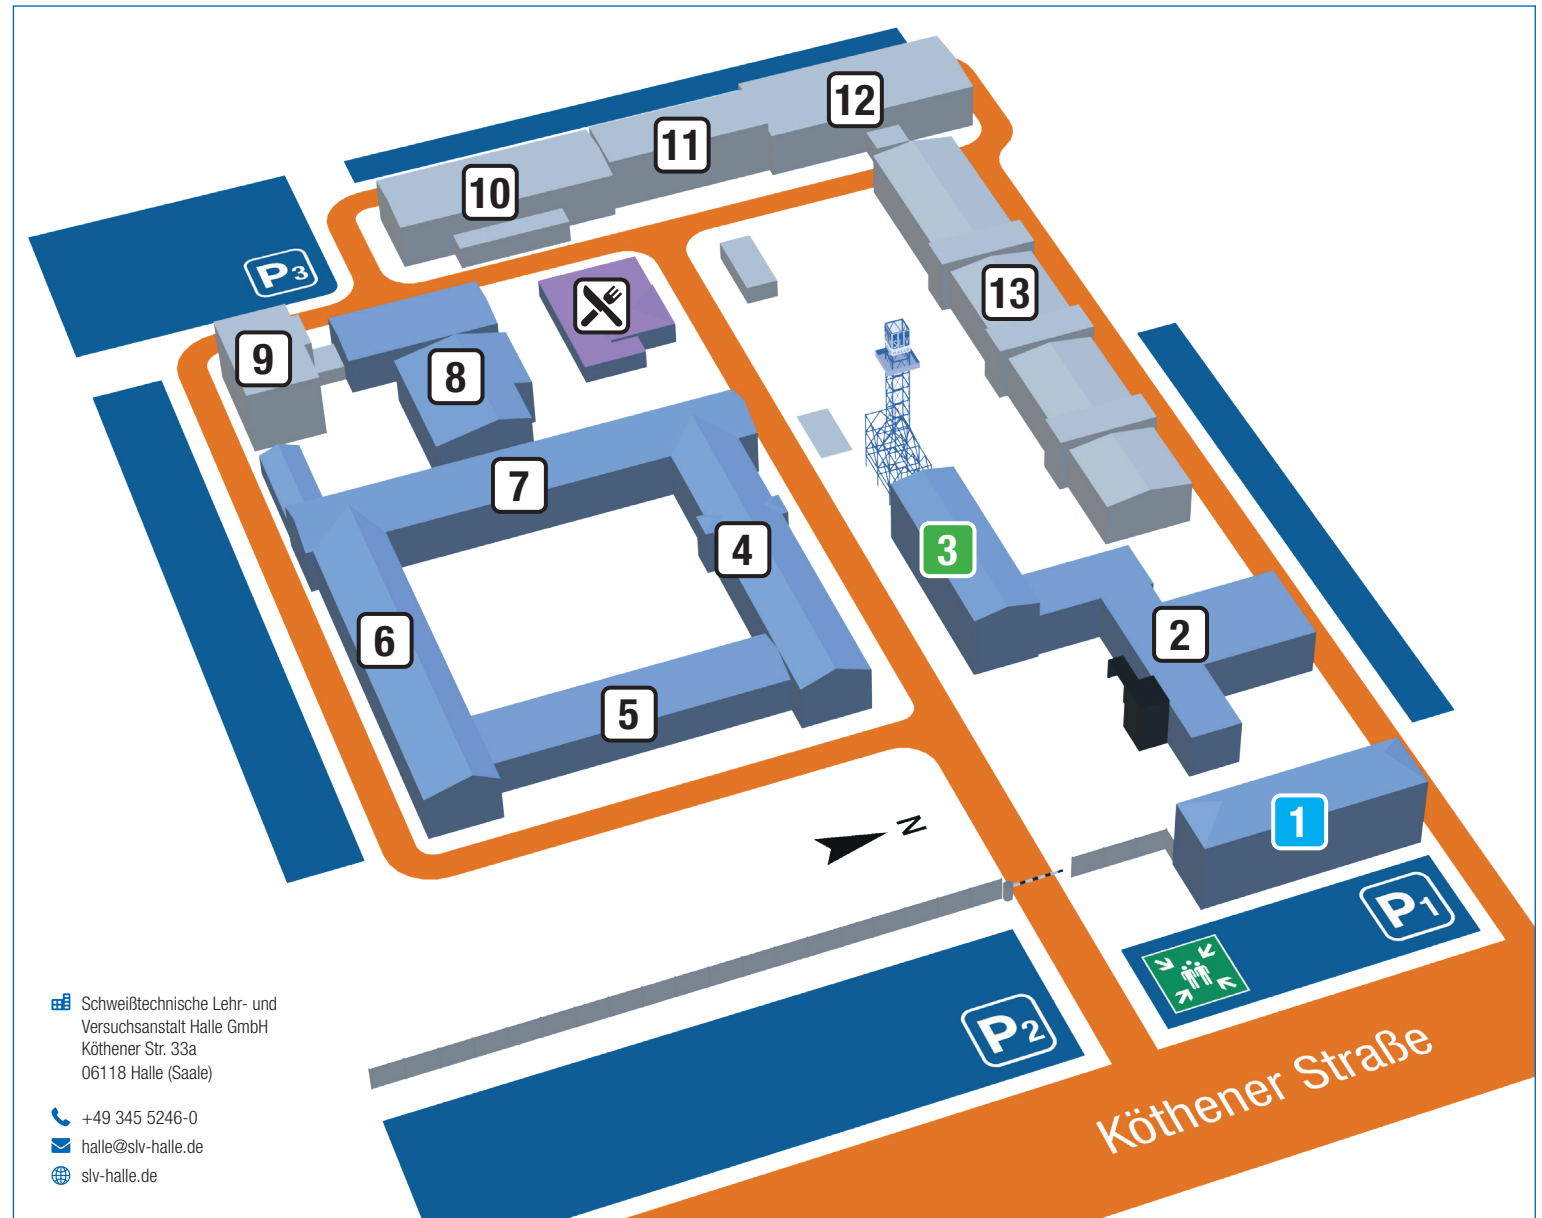 12
11
10
P3
13
9
8
7
4
3
6
2
5
1
N
P1
P2
Köthener Straße
Schweißtechnische Lehr- und
Versuchsanstalt Halle GmbH
Köthener Str. 33a
06118 Halle (Saale)
+49 345 5246-0
halle@slv-halle.de
slv-halle.de